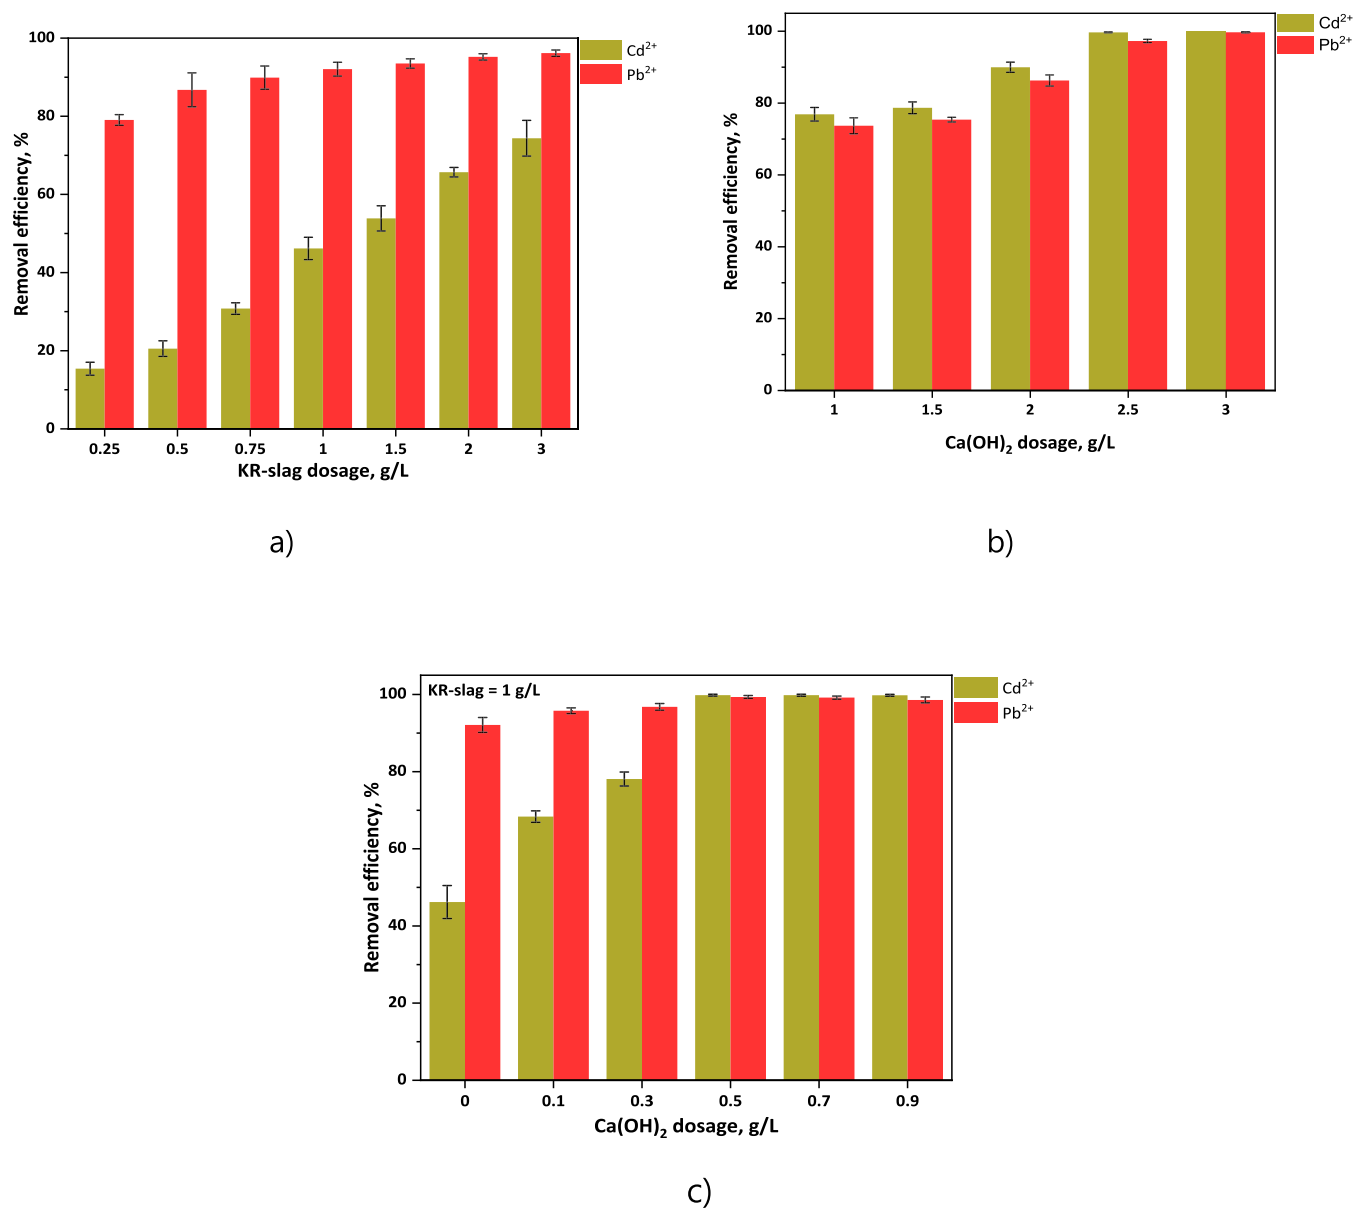 100
80
60
40
20
0
Removal efficiency, %
0.25 0.5 0.75 1 1.5 2 3
KR-slag dosage, g/L
Cd²⁺
Pb²⁺
a)
100
80
60
40
20
0
Removal efficiency, %
1 1.5 2 2.5 3
Ca(OH)₂ dosage, g/L
Cd²⁺
Pb²⁺
b)
KR-slag = 1 g/L
100
80
60
40
20
0
Removal efficiency, %
0 0.1 0.3 0.5 0.7 0.9
Ca(OH)₂ dosage, g/L
Cd²⁺
Pb²⁺
c)